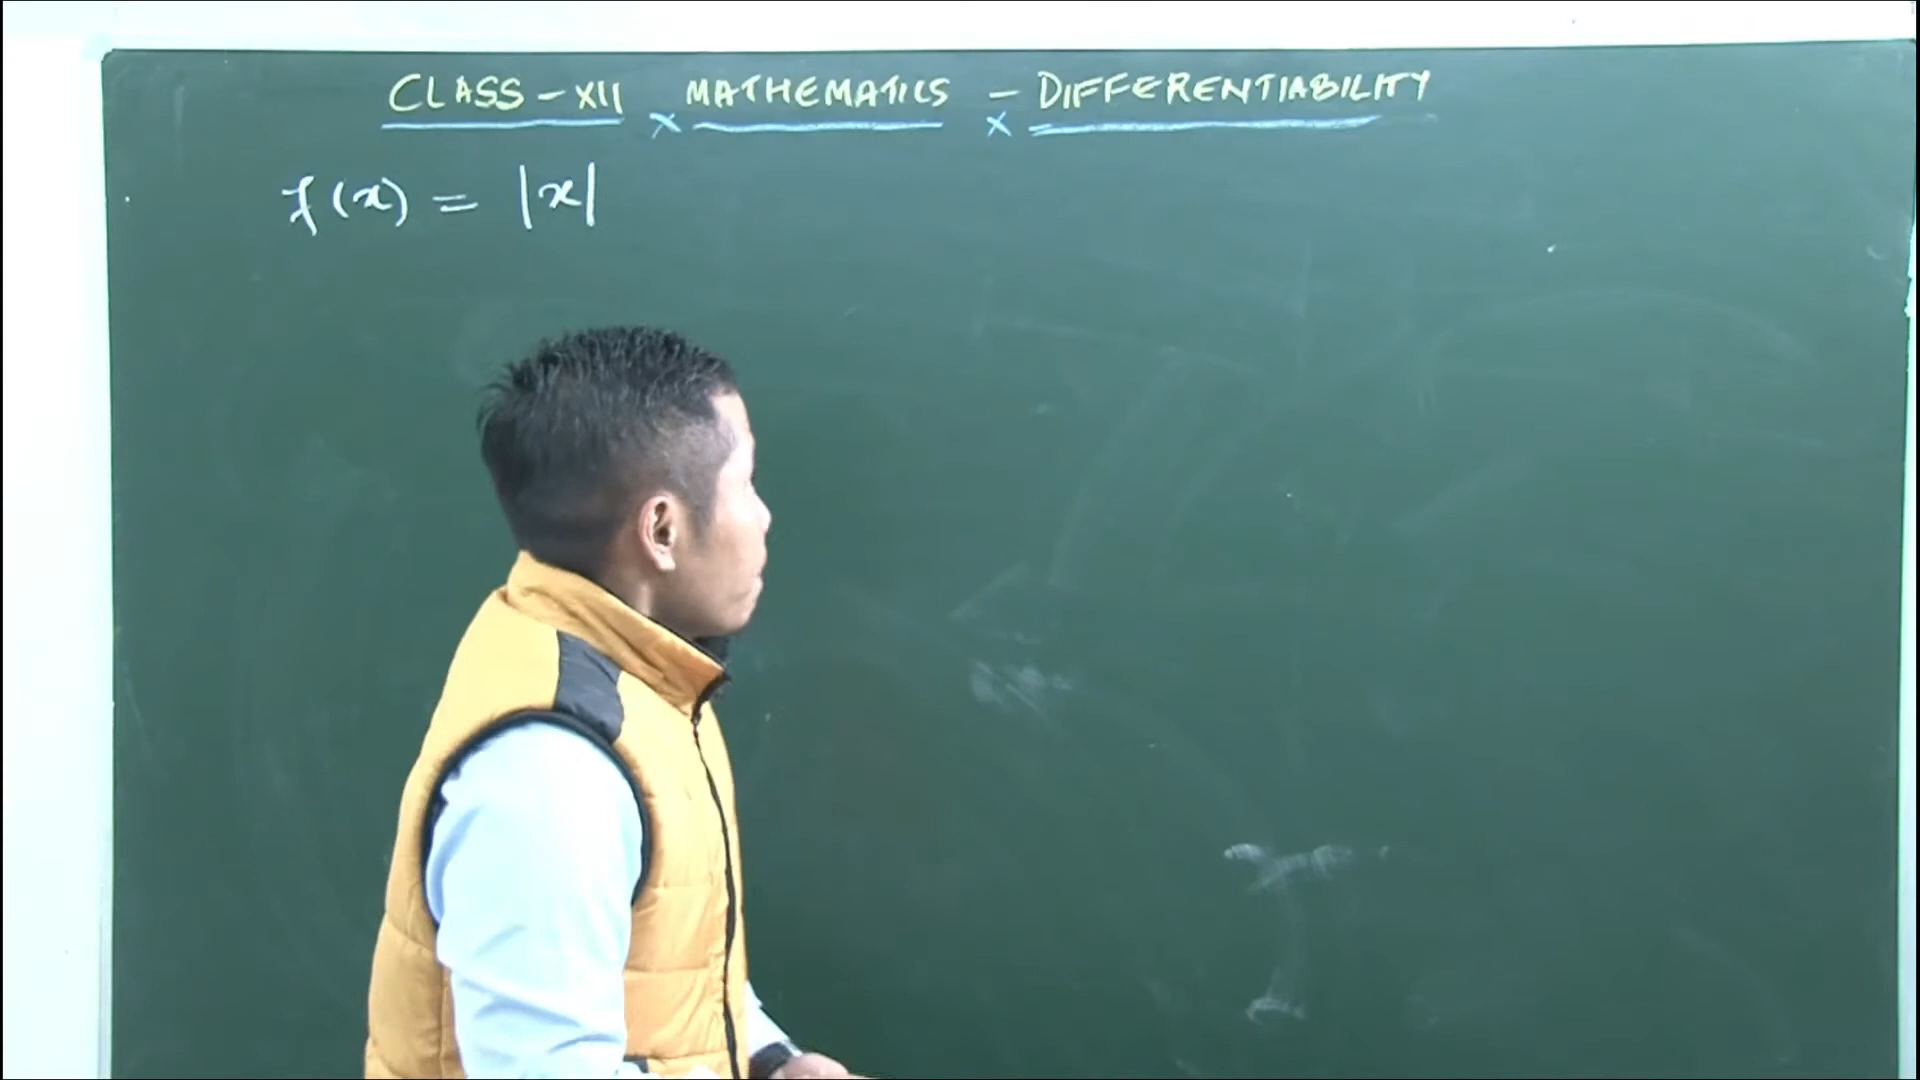 CLASS - XII MATHEMATICS - DIFFERENTIABILITY
f(x) = |x|